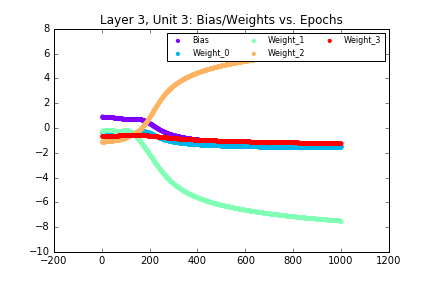 Layer 3, Unit 3: Bias/Weights vs. Epochs
8
6
4
2
0
−2
−4
−6
−8
−10
−200 0 200 400 600 800 1000 1200
Bias Weight_1 Weight_3
Weight_0 Weight_2